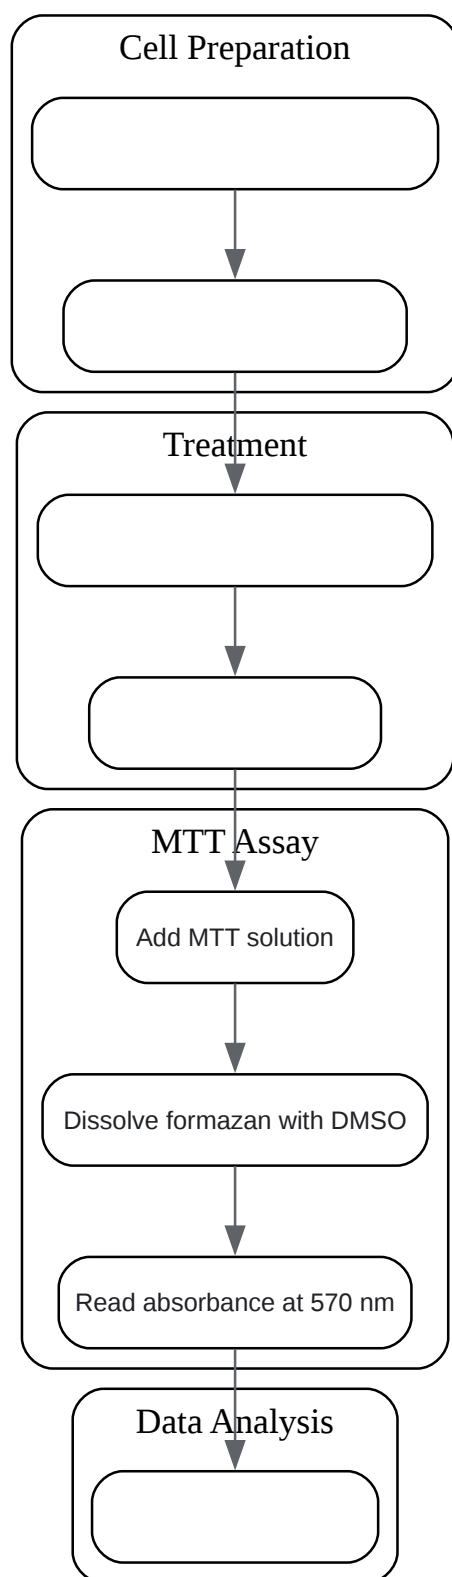 Cell Preparation
Treatment
MTT Assay
Add MTT solution
Dissolve formazan with DMSO
Read absorbance at 570 nm
Data Analysis